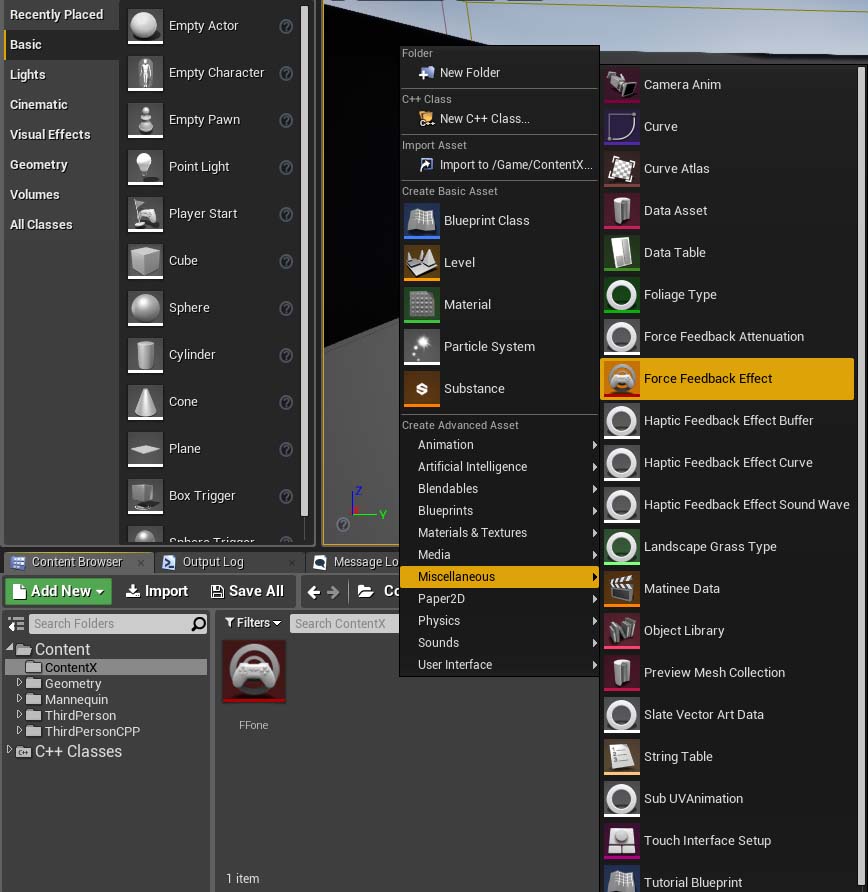 Recently Placed
Basic
Lights
Cinematic
Visual Effects
Geometry
Volumes
All Classes
Empty Actor
Empty Character
Empty Pawn
Point Light
Player Start
Cube
Sphere
Cylinder
Cone
Plane
Box Trigger
Sphere Trigger
Folder
New Folder
C++ Class
New C++ Class...
Import Asset
Import to /Game/ContentX...
Create Basic Asset
Blueprint Class
Level
Material
Particle System
Substance
Create Advanced Asset
Animation
Artificial Intelligence
Blendables
Blueprints
Materials & Textures
Media
Miscellaneous
Paper2D
Physics
Sounds
User Interface
Camera Anim
Curve
Curve Atlas
Data Asset
Data Table
Foliage Type
Force Feedback Attenuation
Force Feedback Effect
Haptic Feedback Effect Buffer
Haptic Feedback Effect Curve
Haptic Feedback Effect Sound Wave
Landscape Grass Type
Matinee Data
Object Library
Preview Mesh Collection
Slate Vector Art Data
String Table
Sub UVAnimation
Touch Interface Setup
Tutorial Blueprint
Z
Y
Content Browser
Output Log
Message Lo
Add New
Import
Save All
Co
Search Folders
Filters
Search ContentX
Content
ContentX
Geometry
Mannequin
ThirdPerson
ThirdPersonCPP
C++ Classes
FFone
1 item